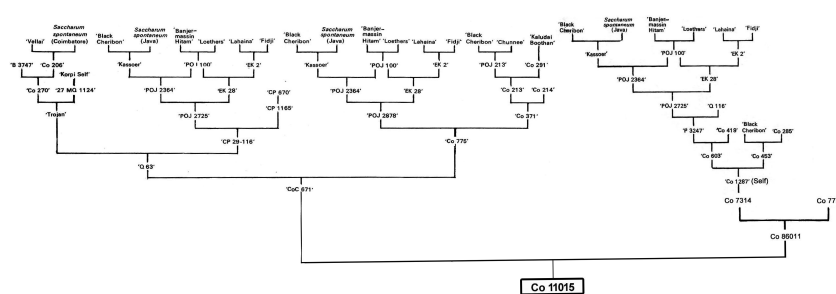 'Vellai' Saccharum spontaneum (Coimbatore) 'Black Cheribon' Saccharum spontaneum (Java) 'Banjer-massin Hitam' 'Loethers' 'Lahaina' 'Fidji' 'Black Cheribon' Saccharum spontaneum (Java) 'Banjer-massin Hitam' 'Loethers' 'Lahaina' 'Fidji' 'Black Cheribon' 'Chunnee' 'Kaludai Boothan' 'Black Cheribon' Saccharum spontaneum (Java) 'Banjer-massin Hitam' 'Loethers' 'Lahaina' 'Fidji'
'B 3747' 'Co 206' 'Kassoer' 'POJ 100' 'EK 2' 'Kassoer' 'POJ 100' 'EK 2' 'POJ 213' 'Co 291' 'Kassoer' 'POJ 100' 'EK 2'
'Co 270' 'Korpi Self' '27 MQ 1124' 'POJ 2364' 'EK 28' 'CP 670' 'POJ 2364' 'EK 28' 'Co 213' 'Co 214' 'POJ 2364' 'EK 28'
'Trojan' 'POJ 2725' 'CP 1165' 'POJ 2878' 'Co 371' 'POJ 2725' 'Q 116'
'CP 29-116' 'Co 775' 'P 3247' 'Co 419' 'Black Cheribon' 'Co 285'
'Q 63' 'Co 603' 'Co 453'
'CoC 671' 'Co 1287' (Self)
Co 7314 Co 77
Co 86011
Co 11015